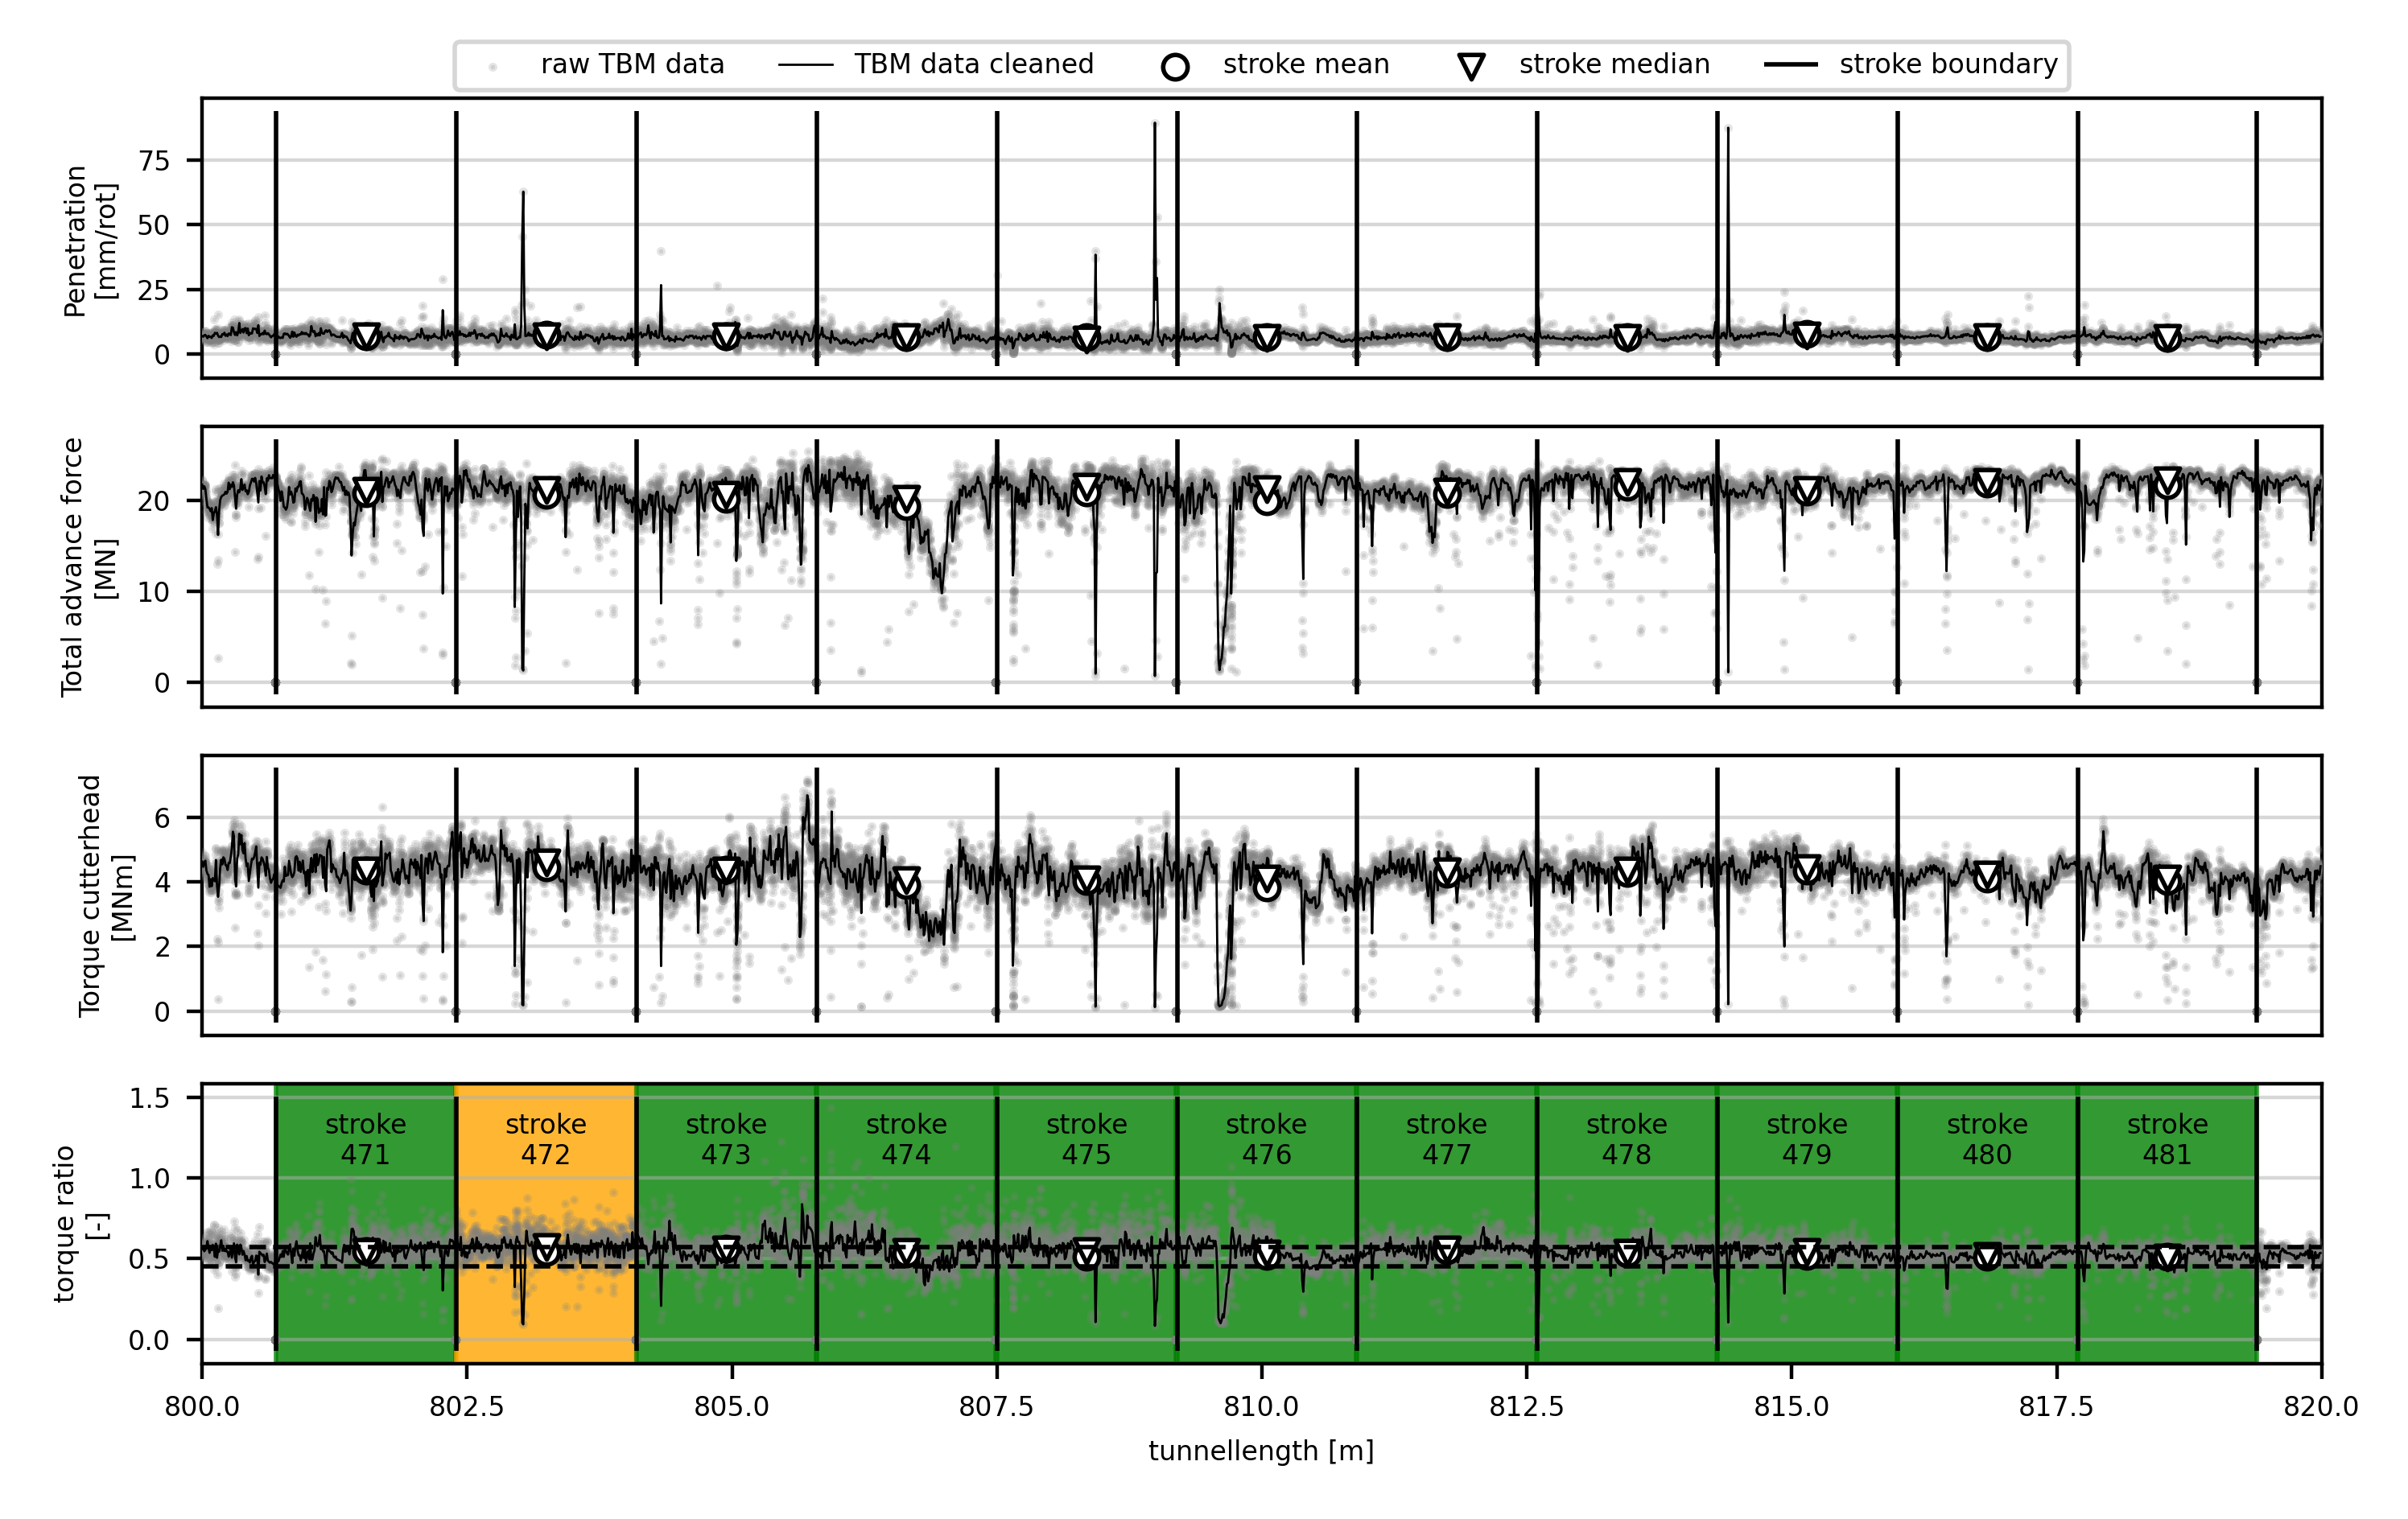 raw TBM data TBM data cleaned stroke mean stroke median stroke boundary
Penetration
[mm/rot]
75
50
25
0
Total advance force
[MN]
20
10
0
Torque cutterhead
[MNm]
6
4
2
0
torque ratio
[-]
1.5
1.0
0.5
0.0
stroke
471
stroke
472
stroke
473
stroke
474
stroke
475
stroke
476
stroke
477
stroke
478
stroke
479
stroke
480
stroke
481
800.0 802.5 805.0 807.5 810.0 812.5 815.0 817.5 820.0
tunnellength [m]